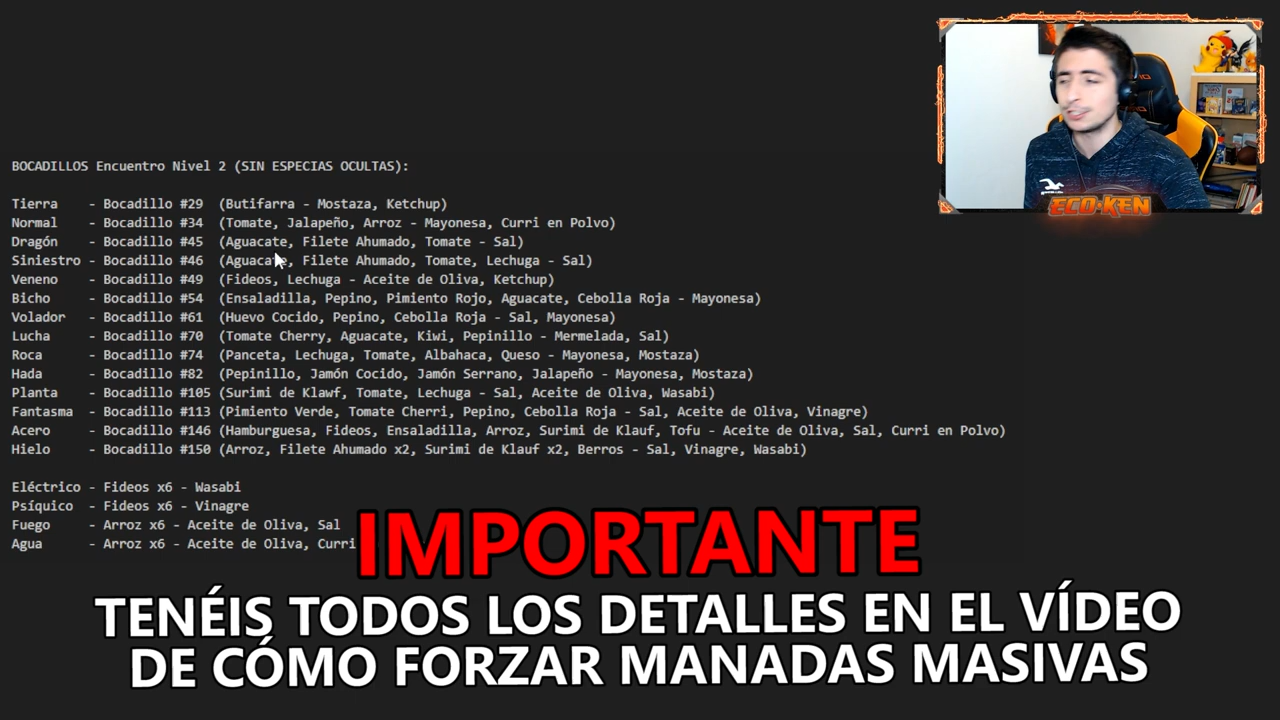 BOCADILLOS Encuentro Nivel 2 (SIN ESPECIAS OCULTAS):
Tierra - Bocadillo #29 (Butifarra - Mostaza, Ketchup)
Normal - Bocadillo #34 (Tomate, Jalapeño, Arroz - Mayonesa, Curri en Polvo)
Dragón - Bocadillo #45 (Aguacate, Filete Ahumado, Tomate - Sal)
Siniestro - Bocadillo #46 (Aguacate, Filete Ahumado, Tomate, Lechuga - Sal)
Veneno - Bocadillo #49 (Fideos, Lechuga - Aceite de Oliva, Ketchup)
Bicho - Bocadillo #54 (Ensaladilla, Pepino, Pimiento Rojo, Aguacate, Cebolla Roja - Mayonesa)
Volador - Bocadillo #61 (Huevo Cocido, Pepino, Cebolla Roja - Sal, Mayonesa)
Lucha - Bocadillo #70 (Tomate Cherry, Aguacate, Kiwi, Pepinillo - Mermelada, Sal)
Roca - Bocadillo #74 (Panceta, Lechuga, Tomate, Albahaca, Queso - Mayonesa, Mostaza)
Hada - Bocadillo #82 (Pepinillo, Jamón Cocido, Jamón Serrano, Jalapeño - Mayonesa, Mostaza)
Planta - Bocadillo #105 (Surimi de Klawf, Tomate, Lechuga - Sal, Aceite de Oliva, Wasabi)
Fantasma - Bocadillo #113 (Pimiento Verde, Tomate Cherri, Pepino, Cebolla Roja - Sal, Aceite de Oliva, Vinagre)
Acero - Bocadillo #146 (Hamburguesa, Fideos, Ensaladilla, Arroz, Surimi de Klauf, Tofu - Aceite de Oliva, Sal, Curri en Polvo)
Hielo - Bocadillo #150 (Arroz, Filete Ahumado x2, Surimi de Klauf x2, Berros - Sal, Vinagre, Wasabi)
Eléctrico - Fideos x6 - Wasabi
Psíquico - Fideos x6 - Vinagre
Fuego - Arroz x6 - Aceite de Oliva, Sal
Agua - Arroz x6 - Aceite de Oliva, Curri
ECO-KEN
IMPORTANTE
TENÉIS TODOS LOS DETALLES EN EL VÍDEO
DE CÓMO FORZAR MANADAS MASIVAS